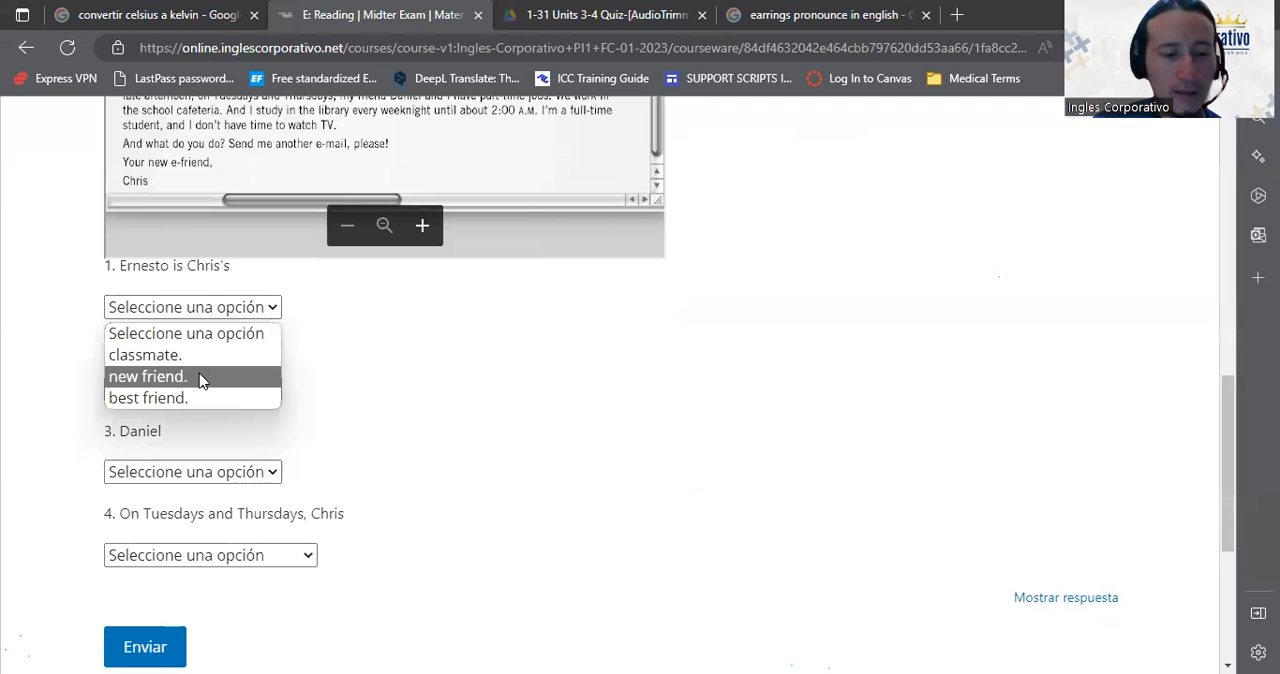 convertir celsius a kelvin - Goog
E: Reading | Midter Exam | Mater
1-31 Units 3-4 Quiz-[AudioTrimn
earrings pronounce in english - G
https://online.inglescorporativo.net/courses/course-v1:Ingles-Corporativo+PI1+FC-01-2023/courseware/84df4632042e464cbb797620dd53aa66/1fa8cc2...
Express VPN
LastPass password...
EF Free standardized E...
DeepL Translate: Th...
ICC Training Guide
SUPPORT SCRIPTS I...
Log In to Canvas
Medical Tems
Ingles Corporativo
the school cafeteria. And I study in the library every weeknight until about 2:00 A.M. I'm a full-time
student, and I don't have time to watch TV.
And what do you do? Send me another e-mail, please!
Your new e-friend,
Chris
1. Ernesto is Chris's
Seleccione una opción
Seleccione una opción
classmate.
new friend.
best friend.
3. Daniel
Seleccione una opción
4. On Tuesdays and Thursdays, Chris
Seleccione una opción
Mostrar respuesta
Enviar